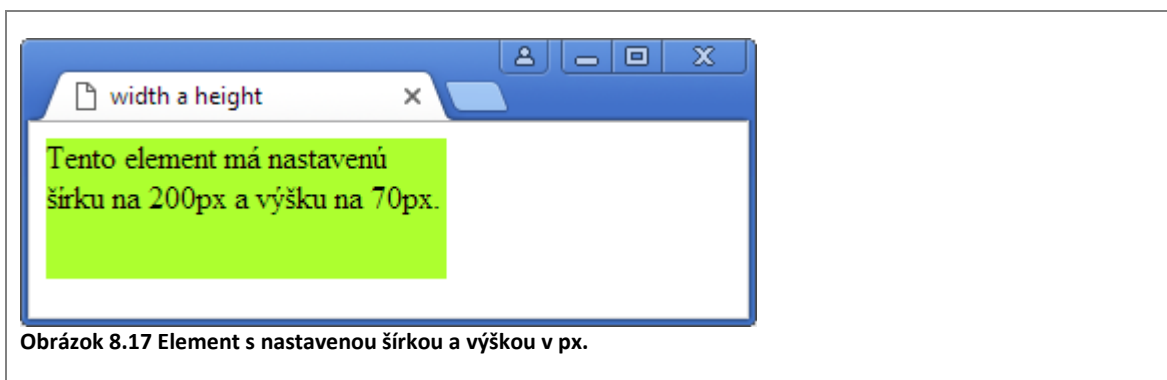 width a height
Tento element má nastavenú
šírku na 200px a výšku na 70px.
Obrázok 8.17 Element s nastavenou šírkou a výškou v px.